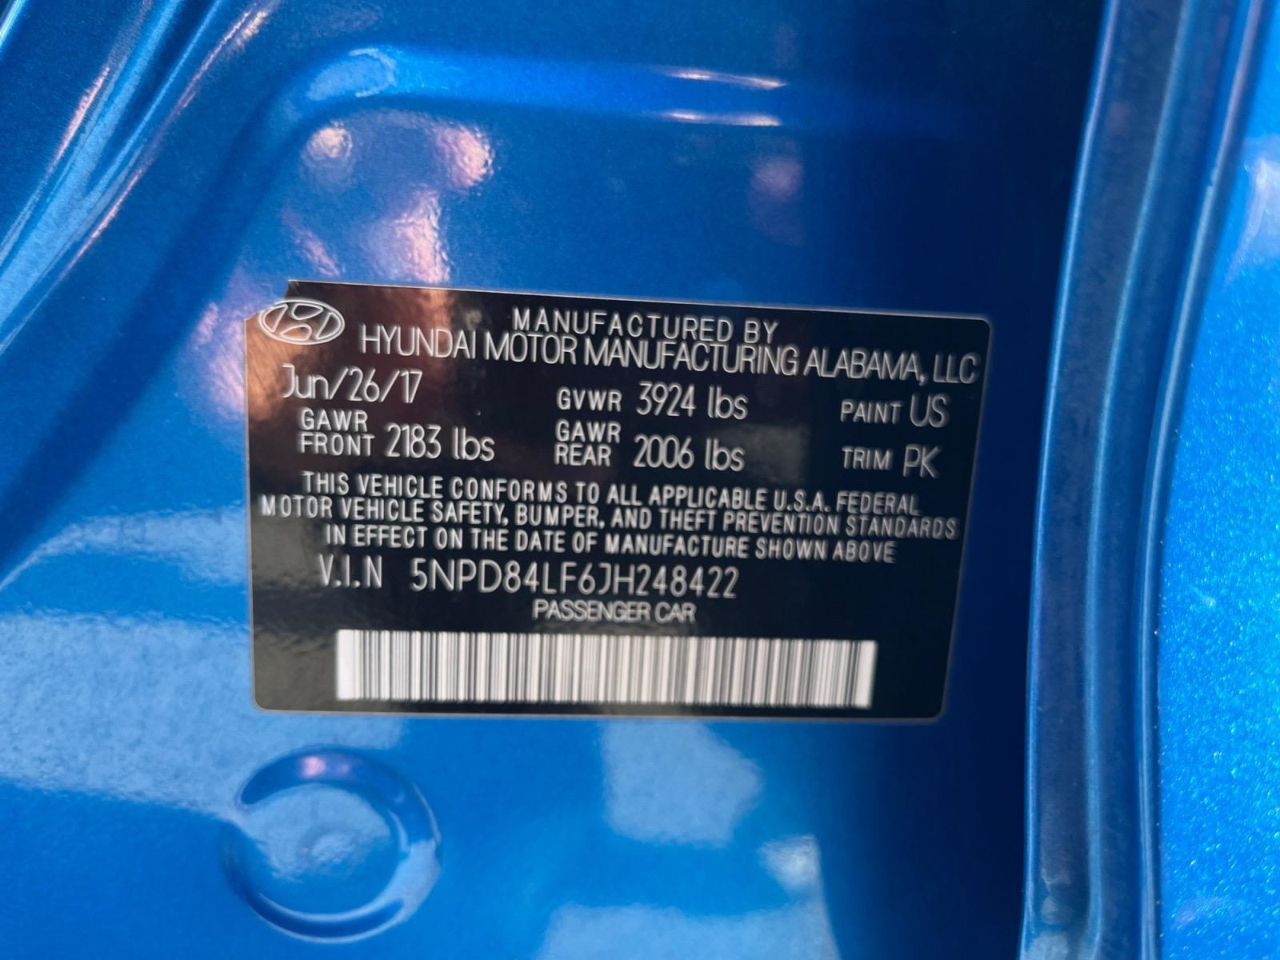 MANUFACTURED BY
HYUNDAI MOTOR MANUFACTURING ALABAMA, LLC
Jun/26/17 GVWR 3924 lbs PAINT US
GAWR FRONT 2183 lbs GAWR REAR 2006 lbs TRIM PK
THIS VEHICLE CONFORMS TO ALL APPLICABLE U.S.A. FEDERAL
MOTOR VEHICLE SAFETY, BUMPER, AND THEFT PREVENTION STANDARDS
IN EFFECT ON THE DATE OF MANUFACTURE SHOWN ABOVE
V.I.N 5NPD84LF6JH248422
PASSENGER CAR